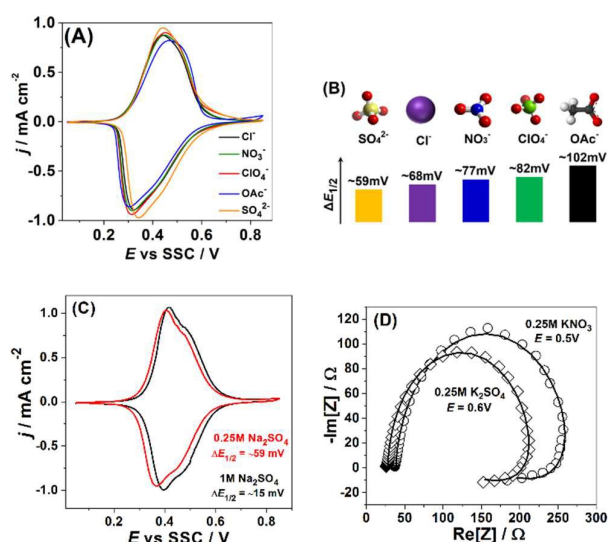 (A)
j / mA cm⁻²
1.0
0.5
0.0
-0.5
-1.0
Cl⁻
NO₃⁻
ClO₄⁻
OAc⁻
SO₄²⁻
0.2 0.4 0.6 0.8
E vs SSC / V
(B)
SO₄²⁻ Cl⁻ NO₃⁻ ClO₄⁻ OAc⁻
ΔE₁/₂
~59mV ~68mV ~77mV ~82mV ~102mV
(C)
j / mA cm⁻²
1.0
0.5
0.0
-0.5
-1.0
0.25M Na₂SO₄
ΔE₁/₂ = ~59 mV
1M Na₂SO₄
ΔE₁/₂ = ~15 mV
0.2 0.4 0.6 0.8
E vs SSC / V
(D)
-Im[Z] / Ω
120
100
80
60
40
20
0
-10
0.25M KNO₃
E = 0.5V
0.25M K₂SO₄
E = 0.6V
0 50 100 150 200 250 300
Re[Z] / Ω